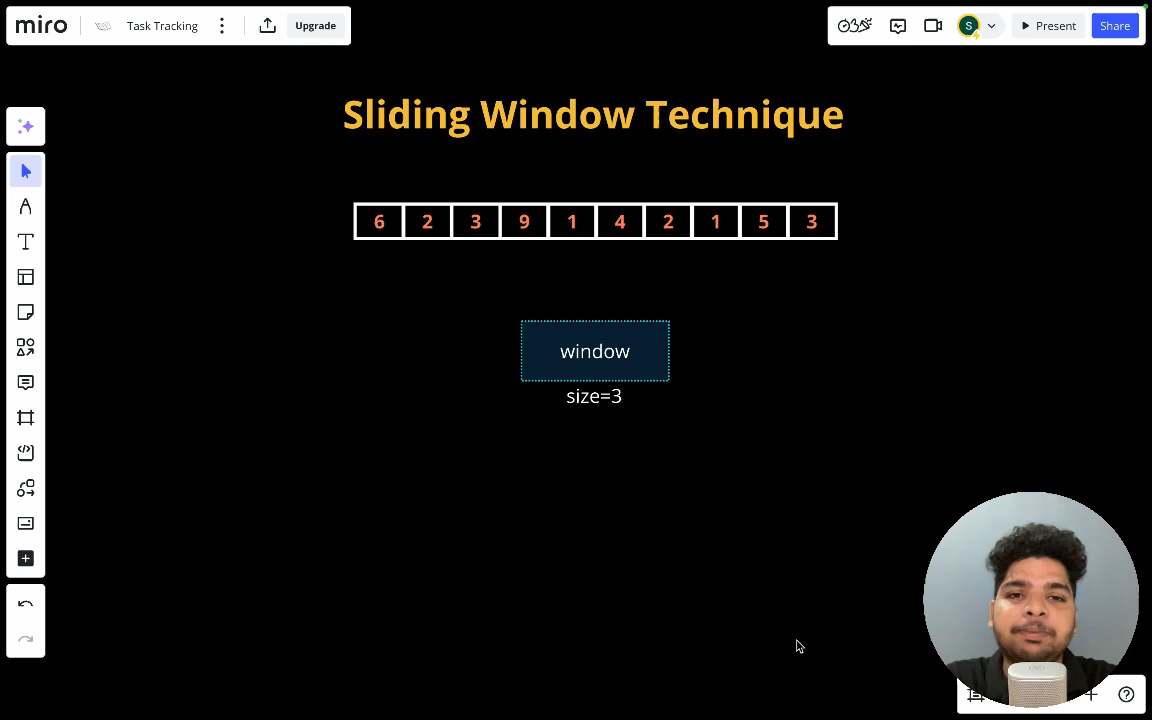 miro
Task Tracking
Upgrade
S
Present
Share
Sliding Window Technique
6 2 3 9 1 4 2 1 5 3
window
size=3